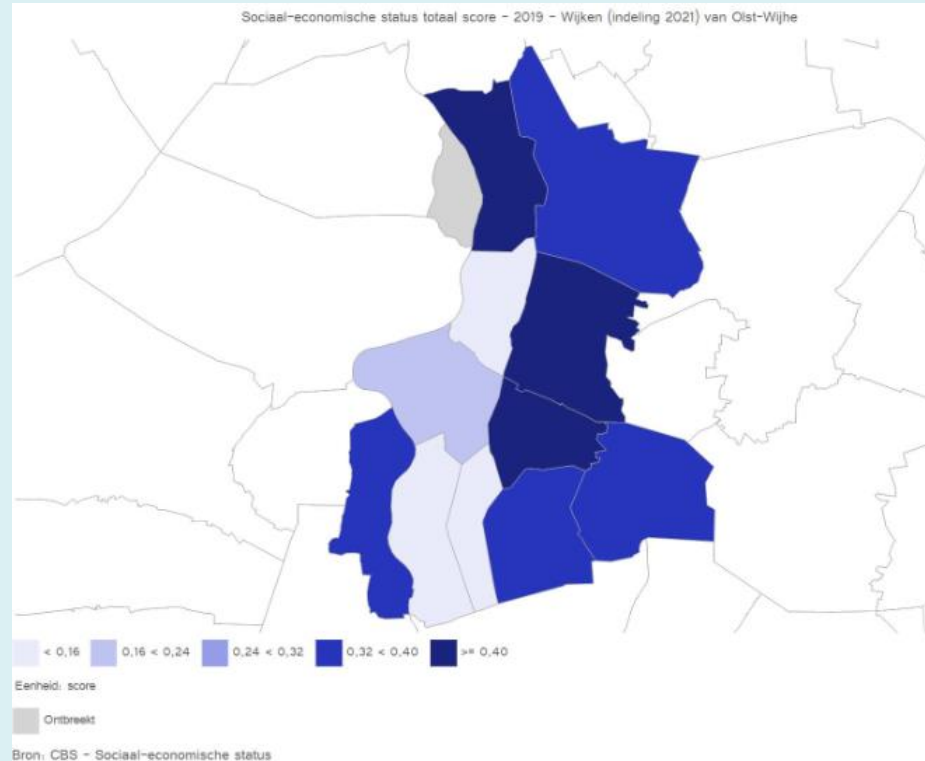 Sociaal-economische status totaal score - 2019 - Wijken (indeling 2021) van Olst-Wijhe
< 0,16 0,16 < 0,24 0,24 < 0,32 0,32 < 0,40 >= 0,40
Eenheid: score
Ontbreekt
Bron: CBS - Sociaal-economische status